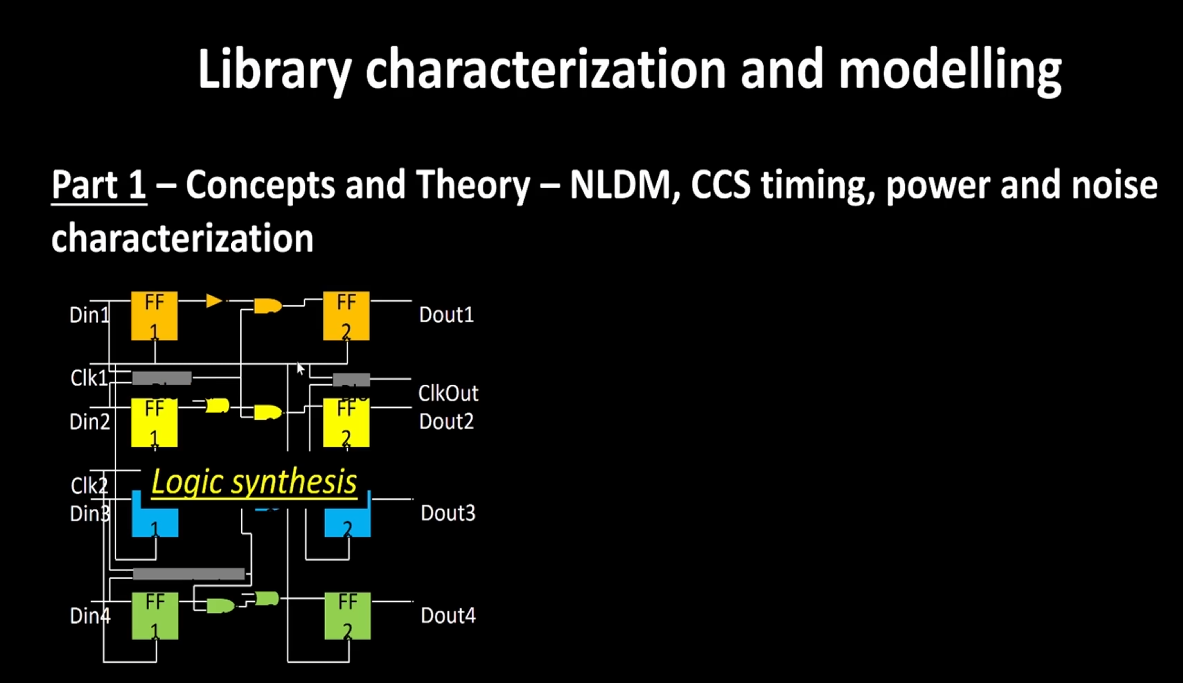 Library characterization and modelling
Part 1 – Concepts and Theory – NLDM, CCS timing, power and noise
characterization
FF
1
FF
2
Din1
Dout1
Clk1
ClkOut
FF
1
FF
2
Din2
Dout2
Clk2
Logic synthesis
Din3
1
2
Dout3
FF
1
FF
2
Din4
Dout4